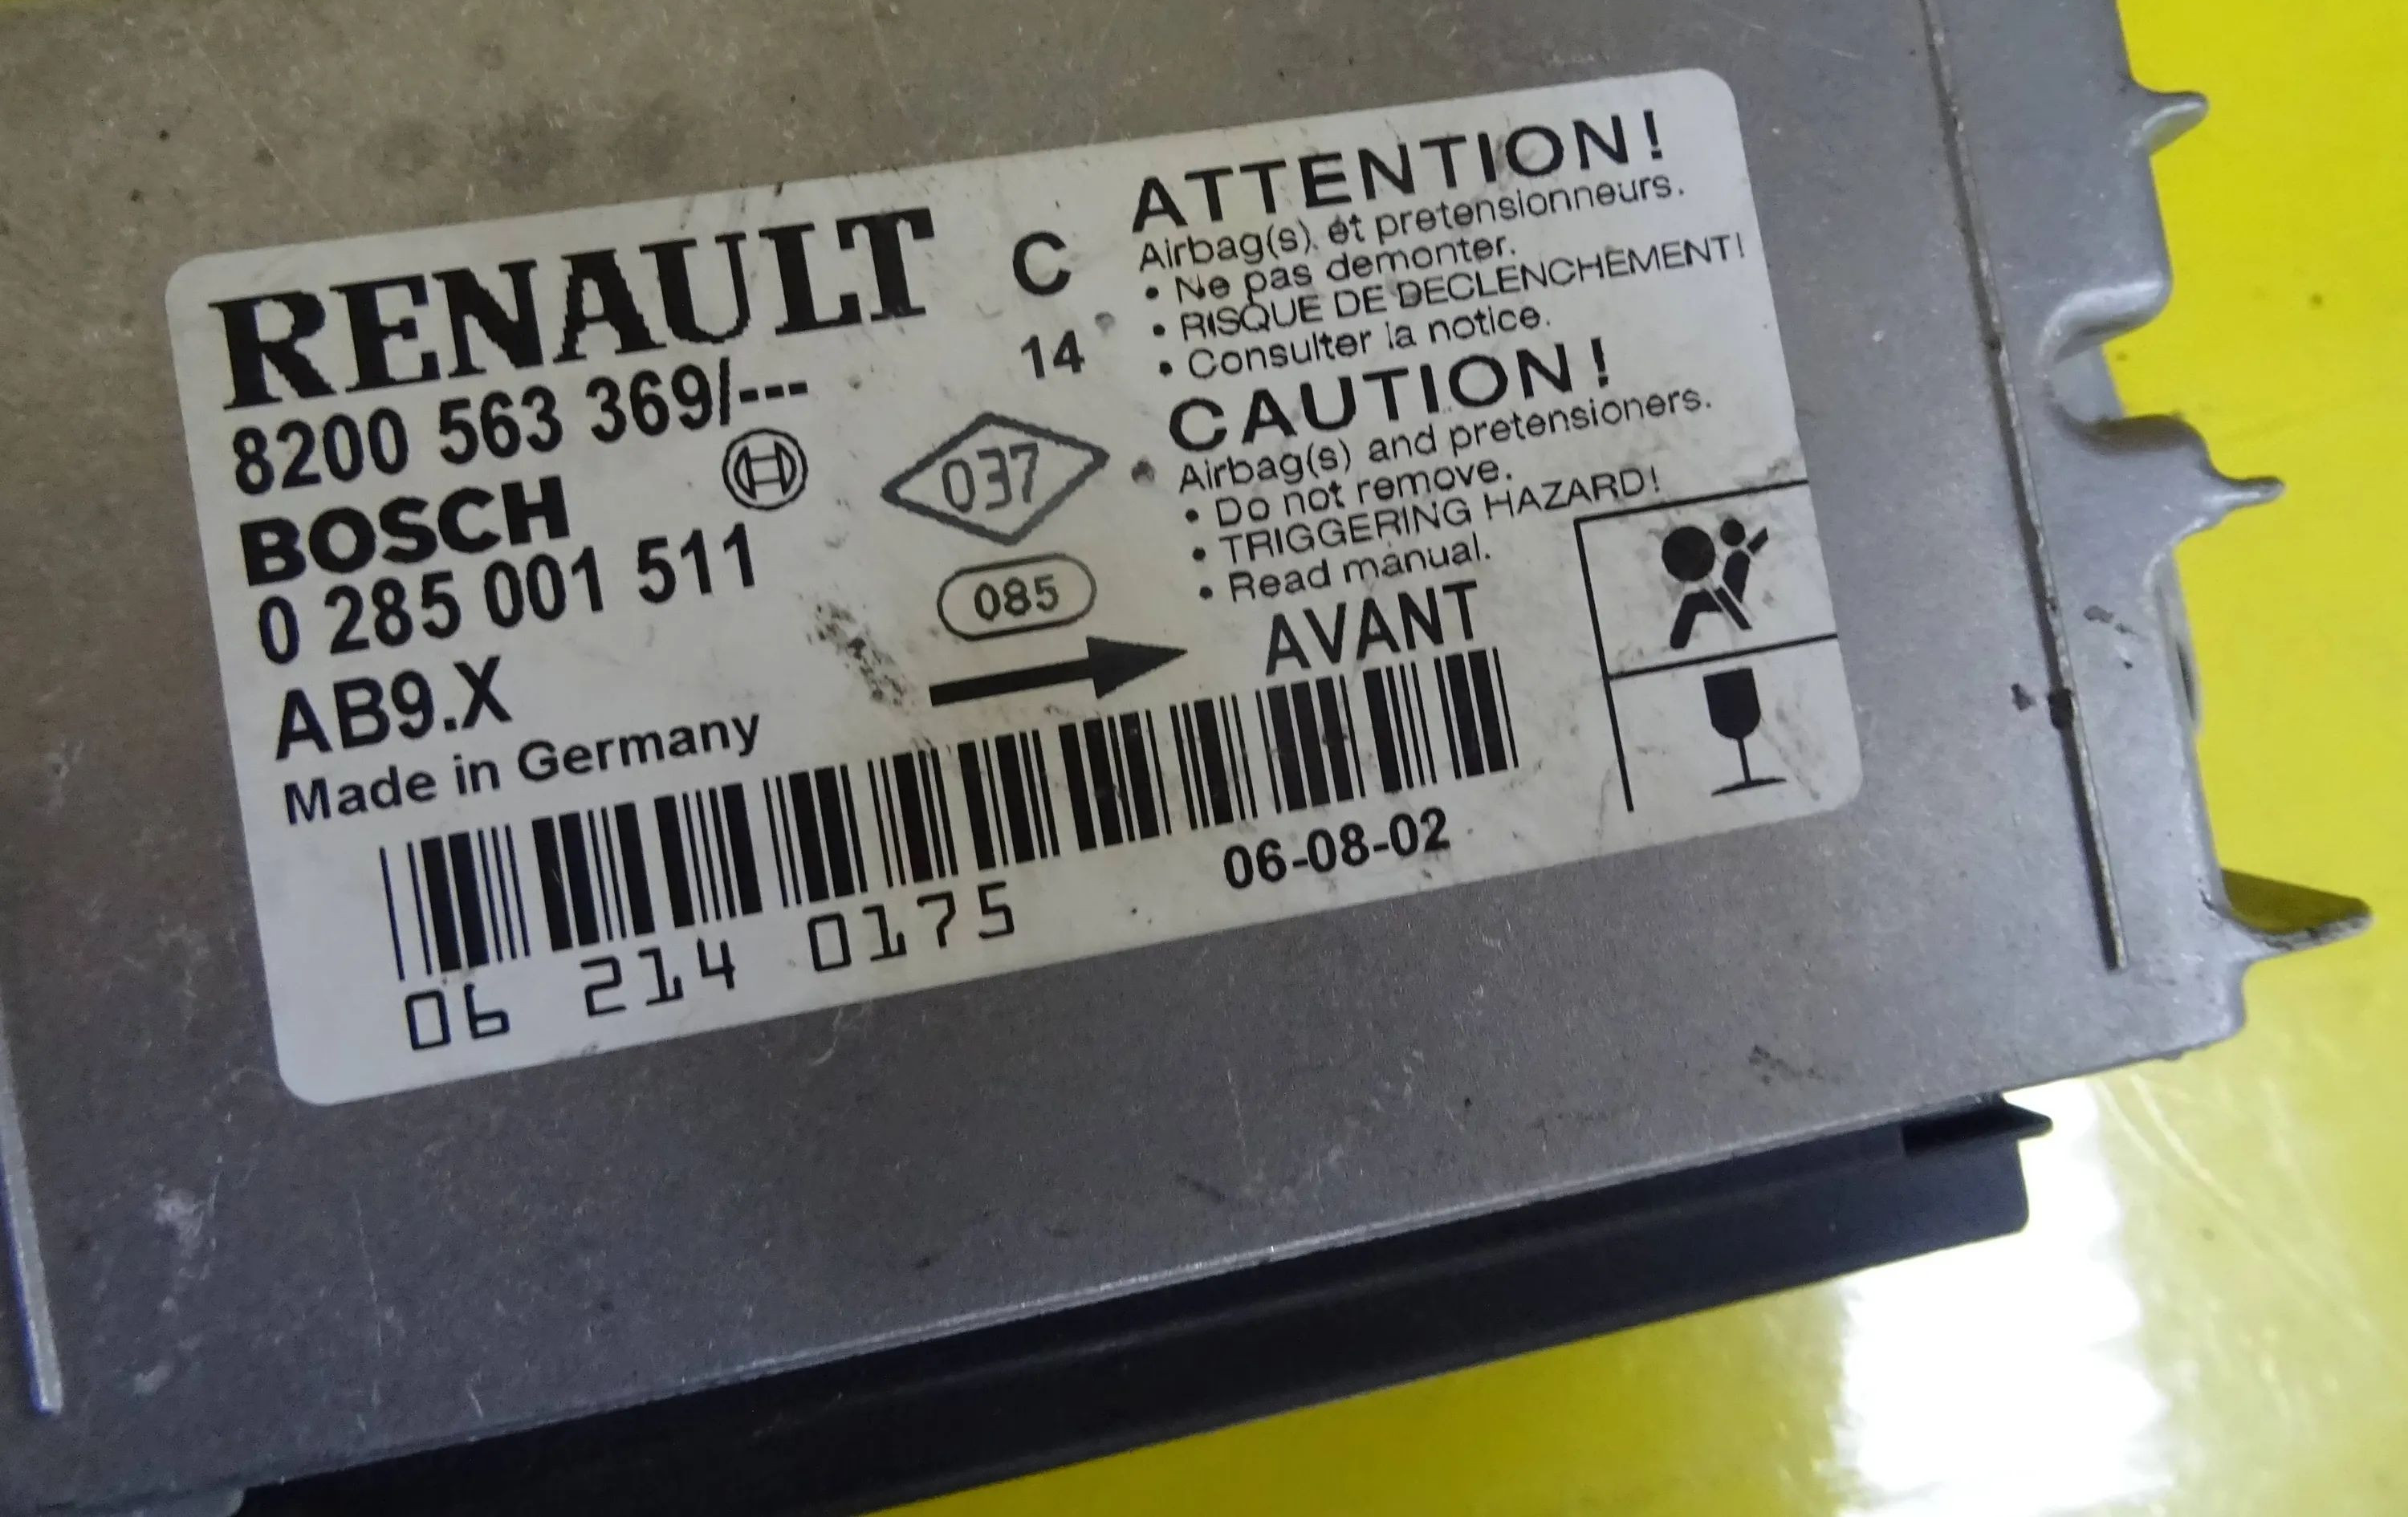 RENAULT
8200 563 369/---
BOSCH
0 285 001 511
AB9.X
Made in Germany
C
14
037
085
ATTENTION!
Airbag(s). et pretensionneurs.
• Ne pas demonter.
• RISQUE DE DECLENCHEMENT!
• Consulter la notice.
CAUTION!
Airbag(s) and pretensioners.
• Do not remove.
• TRIGGERING HAZARD!
• Read manual.
AVANT
06 214 0175
06-08-02